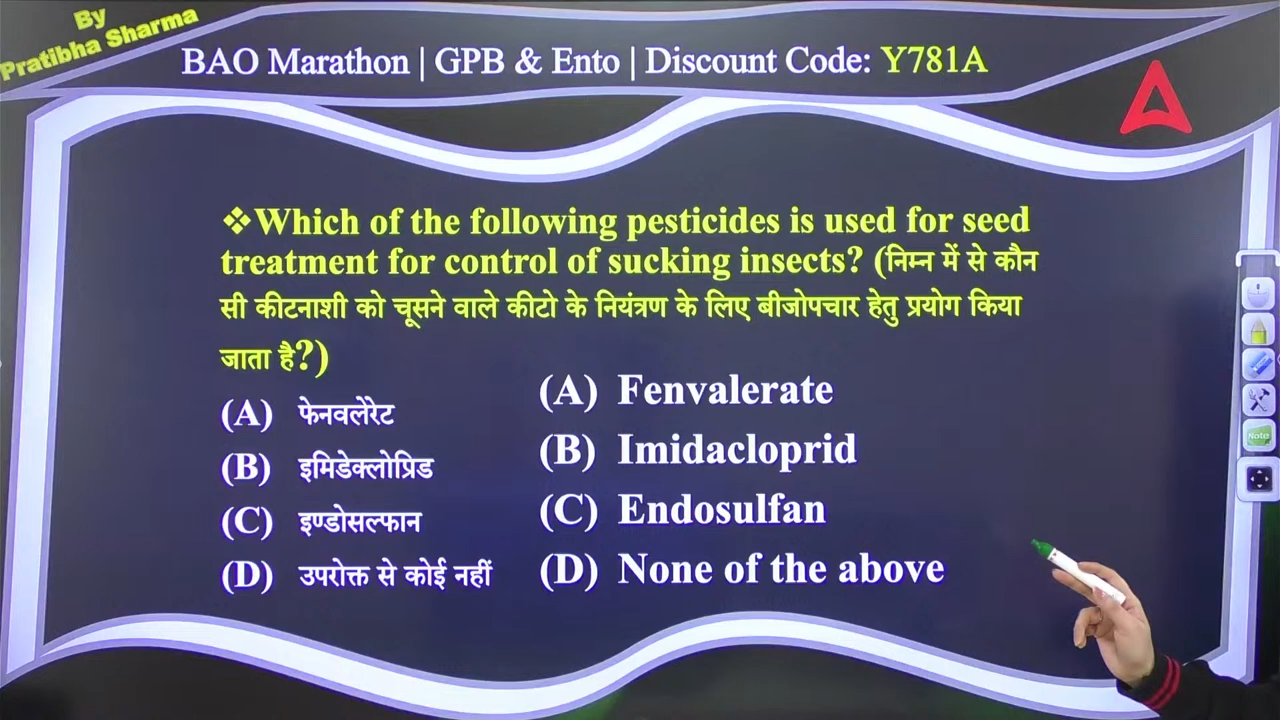 By
Pratibha Sharma
BAO Marathon | GPB & Ento | Discount Code: Y781A
❖Which of the following pesticides is used for seed
treatment for control of sucking insects? (निम्न में से कौन
सी कीटनाशी को चूसने वाले कीटो के नियंत्रण के लिए बीजोपचार हेतु प्रयोग किया
जाता है?)
(A) फेनवलेरेट
(B) इमिडेक्लोप्रिड
(C) इण्डोसल्फान
(D) उपरोक्त से कोई नहीं
(A) Fenvalerate
(B) Imidacloprid
(C) Endosulfan
(D) None of the above
Note